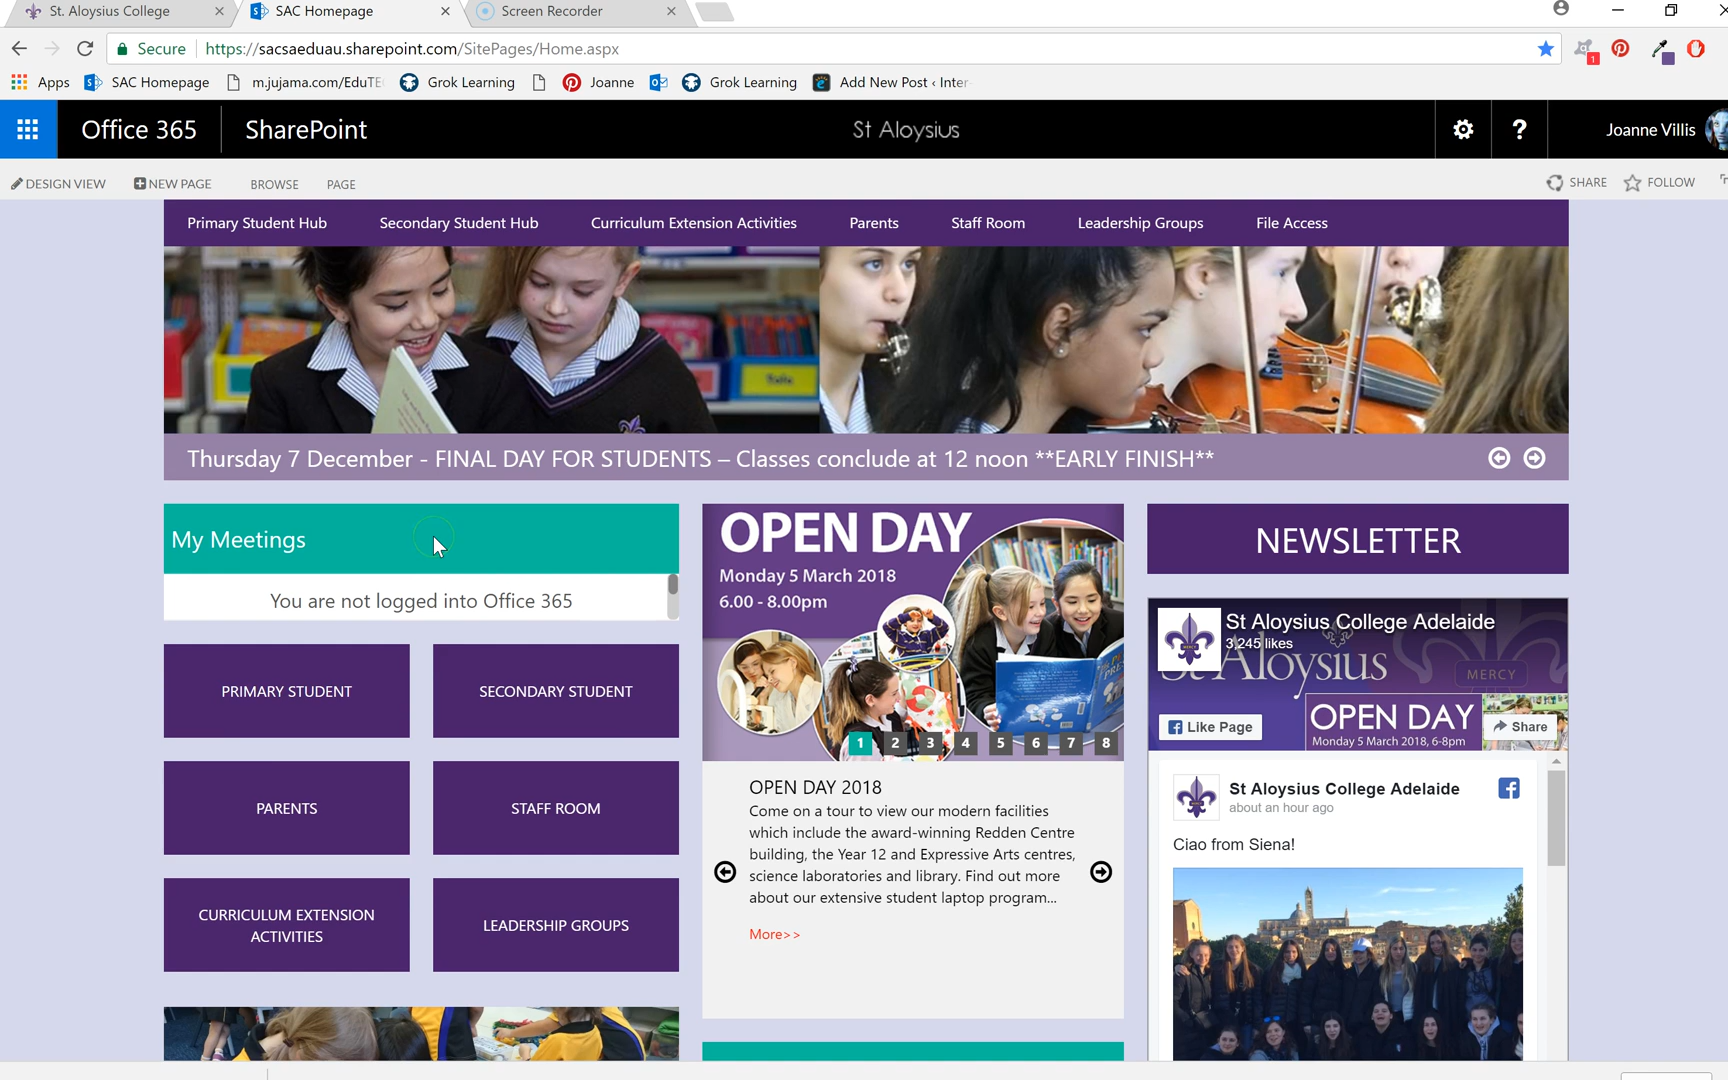 St. Aloysius College
SAC Homepage
Screen Recorder
Secure
https://sacsaeduau.sharepoint.com/SitePages/Home.aspx
1
Apps
SAC Homepage
m.jujama.com/EduTE
Grok Learning
Joanne
Grok Learning
Add New Post ‹ Inter
Office 365
SharePoint
St Aloysius
?
Joanne Villis
DESIGN VIEW
NEW PAGE
BROWSE
PAGE
SHARE
FOLLOW
Primary Student Hub
Secondary Student Hub
Curriculum Extension Activities
Parents
Staff Room
Leadership Groups
File Access
Thursday 7 December - FINAL DAY FOR STUDENTS – Classes conclude at 12 noon **EARLY FINISH**
My Meetings
You are not logged into Office 365
PRIMARY STUDENT
SECONDARY STUDENT
PARENTS
STAFF ROOM
CURRICULUM EXTENSION
ACTIVITIES
LEADERSHIP GROUPS
OPEN DAY
Monday 5 March 2018
6.00 - 8.00pm
1 2 3 4 5 6 7 8
OPEN DAY 2018
Come on a tour to view our modern facilities
which include the award-winning Redden Centre
building, the Year 12 and Expressive Arts centres,
science laboratories and library. Find out more
about our extensive student laptop program...
More>>
NEWSLETTER
St Aloysius College Adelaide
3,245 likes
St Aloysius
MERCY
Like Page
OPEN DAY
Monday 5 March 2018, 6-8pm
Share
St Aloysius College Adelaide
about an hour ago
Ciao from Siena!